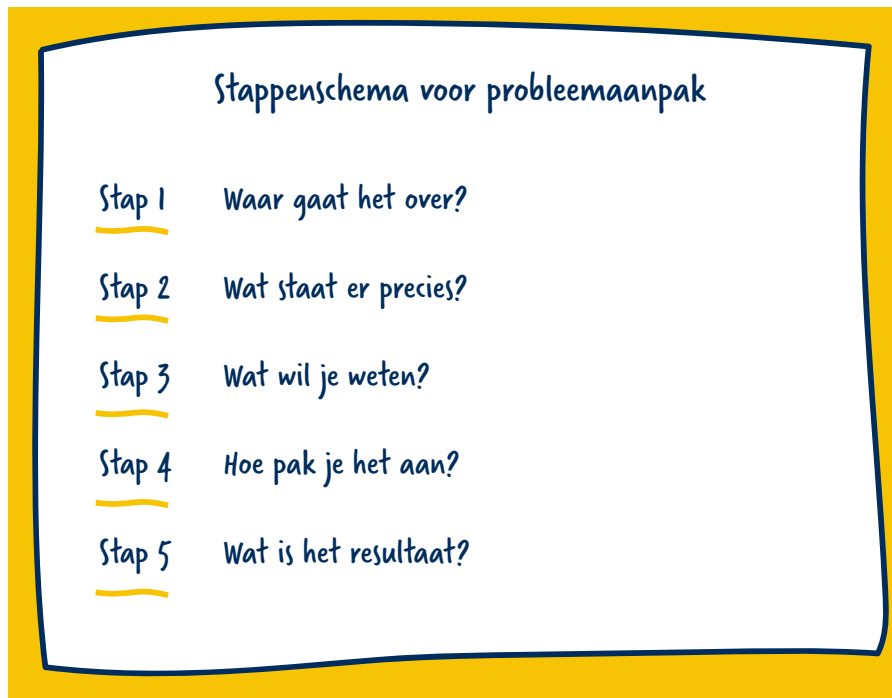 Stappenschema voor probleemaanpak
Stap 1 Waar gaat het over?
Stap 2 Wat staat er precies?
Stap 3 Wat wil je weten?
Stap 4 Hoe pak je het aan?
Stap 5 Wat is het resultaat?